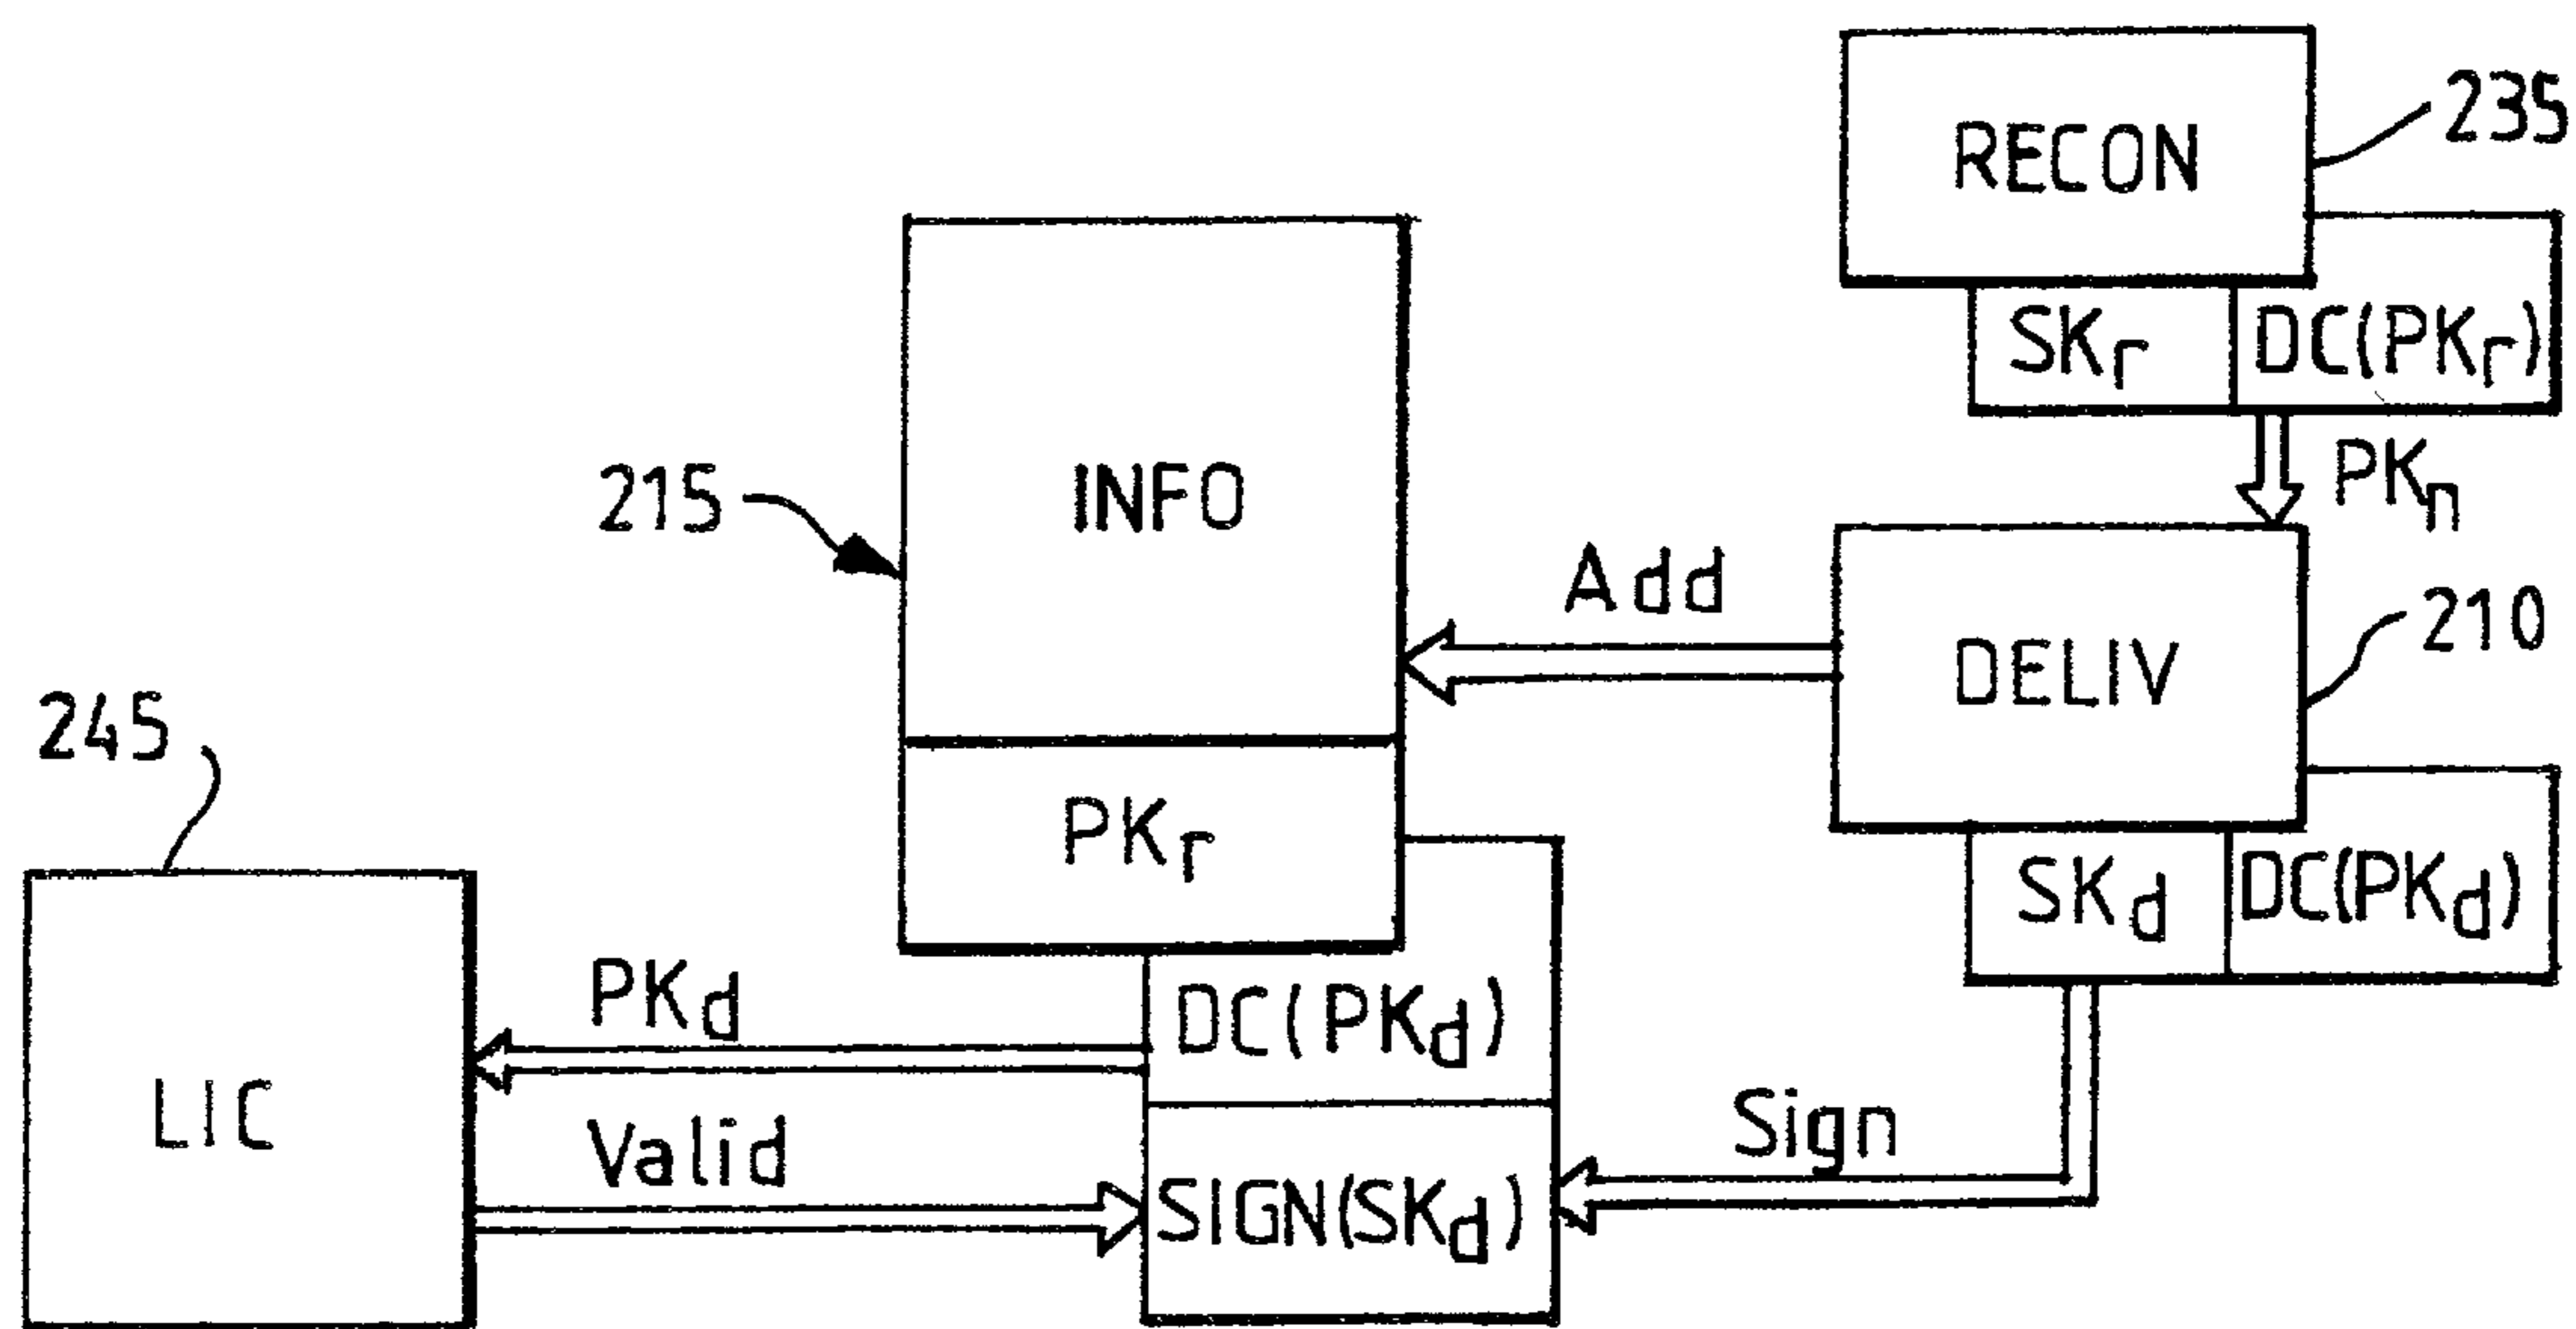 RECON
235
SKr
DC(PKr)
PKn
INFO
215
Add
DELIV
210
PKr
SKd
DC(PKd)
245
LIC
PKd
DC(PKd)
Valid
SIGN(SKd)
Sign